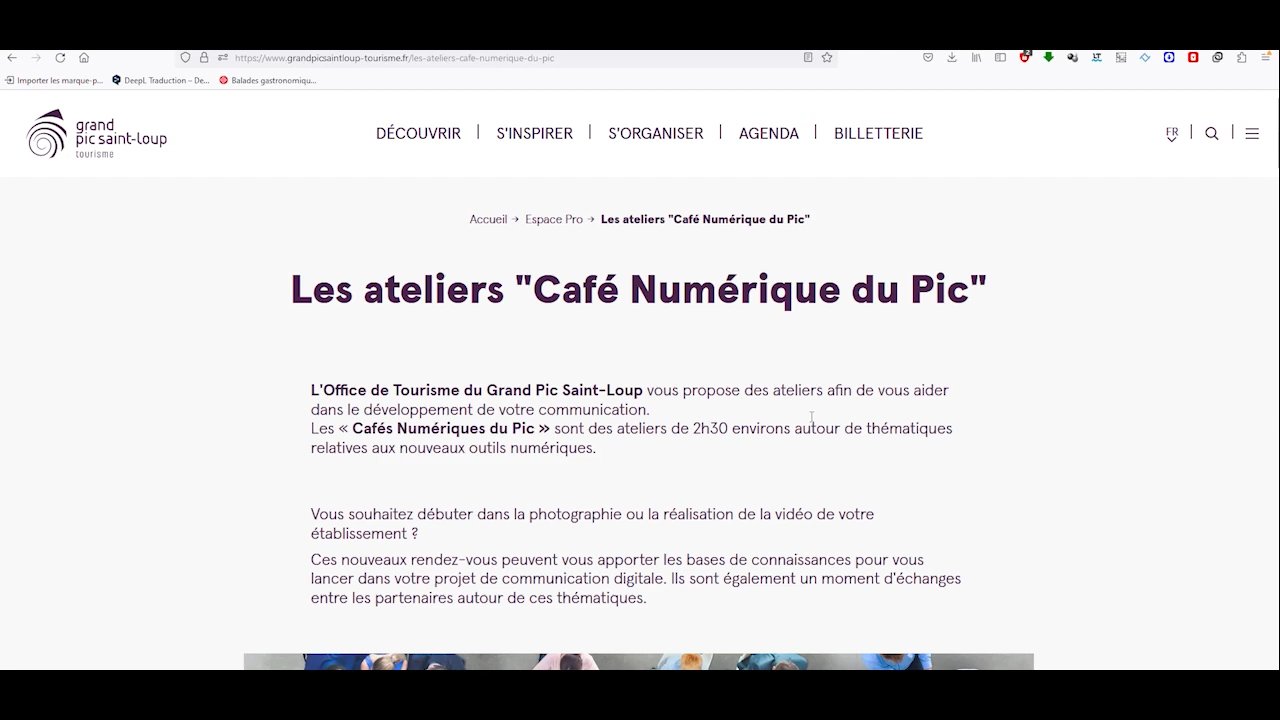 https://www.grandpicsaintloup-tourisme.fr/les-ateliers-cafe-numerique-du-pic
Importer les marque-p... DeepL Traduction – De... Balades gastronomiqu...
grand
pic saint-loup
tourisme
DÉCOUVRIR | S'INSPIRER | S'ORGANISER | AGENDA | BILLETTERIE
FR
Accueil → Espace Pro → Les ateliers "Café Numérique du Pic"
Les ateliers "Café Numérique du Pic"
L'Office de Tourisme du Grand Pic Saint-Loup vous propose des ateliers afin de vous aider
dans le développement de votre communication.
Les « Cafés Numériques du Pic » sont des ateliers de 2h30 environs autour de thématiques
relatives aux nouveaux outils numériques.
Vous souhaitez débuter dans la photographie ou la réalisation de la vidéo de votre
établissement ?
Ces nouveaux rendez-vous peuvent vous apporter les bases de connaissances pour vous
lancer dans votre projet de communication digitale. Ils sont également un moment d'échanges
entre les partenaires autour de ces thématiques.